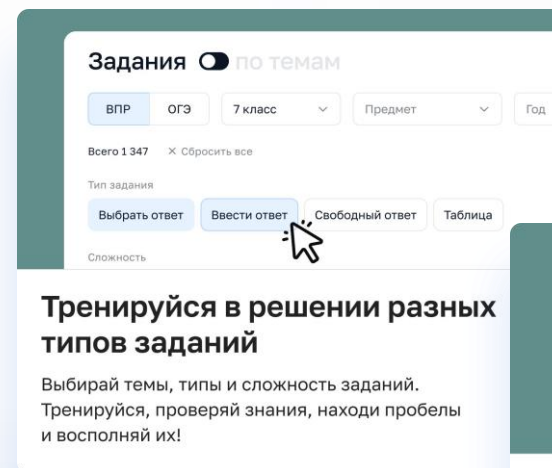 Задания по темам
ВПР ОГЭ 7 класс Предмет Год
Всего 1 347 × Сбросить все
Тип задания
Выбрать ответ Ввести ответ Свободный ответ Таблица
Сложность
Тренируйся в решении разных
типов заданий
Выбирай темы, типы и сложность заданий.
Тренируйся, проверяй знания, находи пробелы
и восполняй их!